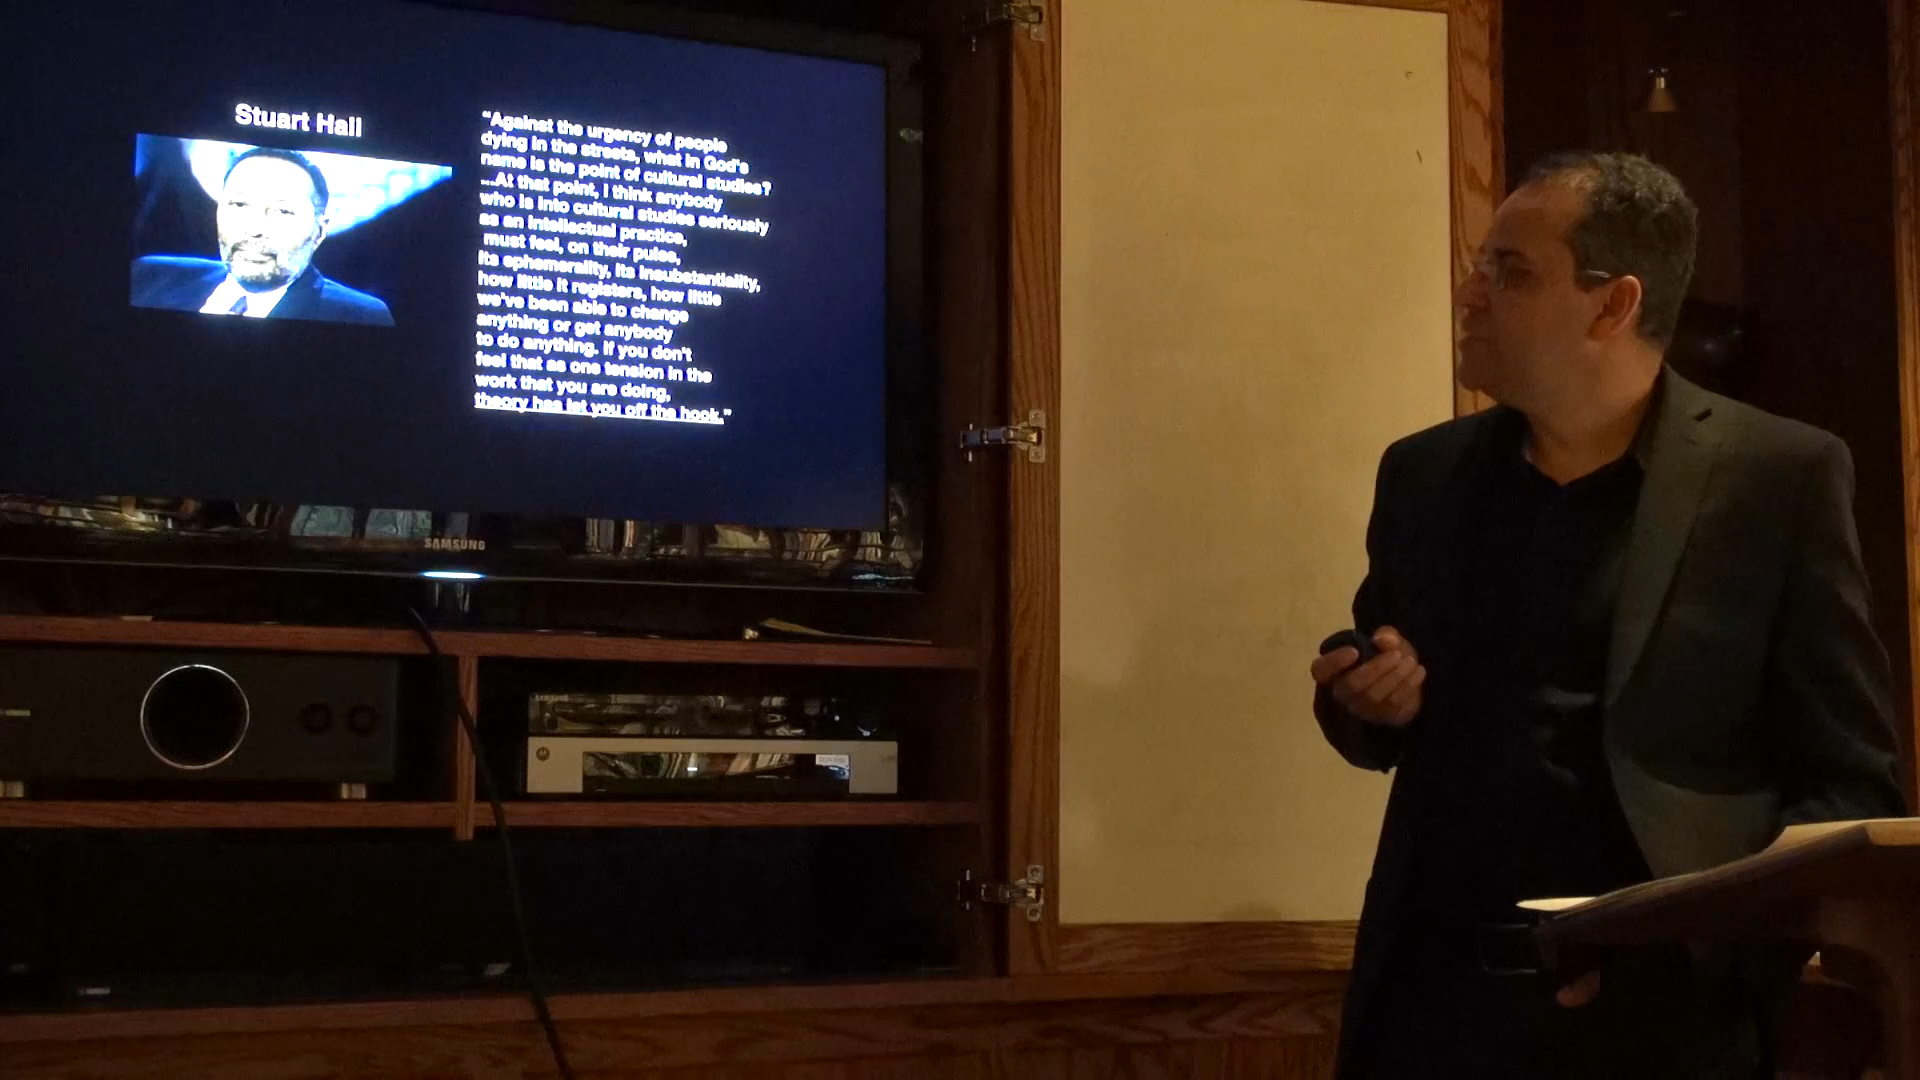 Stuart Hall
“Against the urgency of people
dying in the streets, what in God's
name is the point of cultural studies?
...At that point, I think anybody
who is into cultural studies seriously
as an intellectual practice,
must feel, on their pulse,
its ephemerality, its insubstantiality,
how little it registers, how little
we've been able to change
anything or get anybody
to do anything. If you don't
feel that as one tension in the
work that you are doing,
theory has let you off the hook.”
SAMSUNG